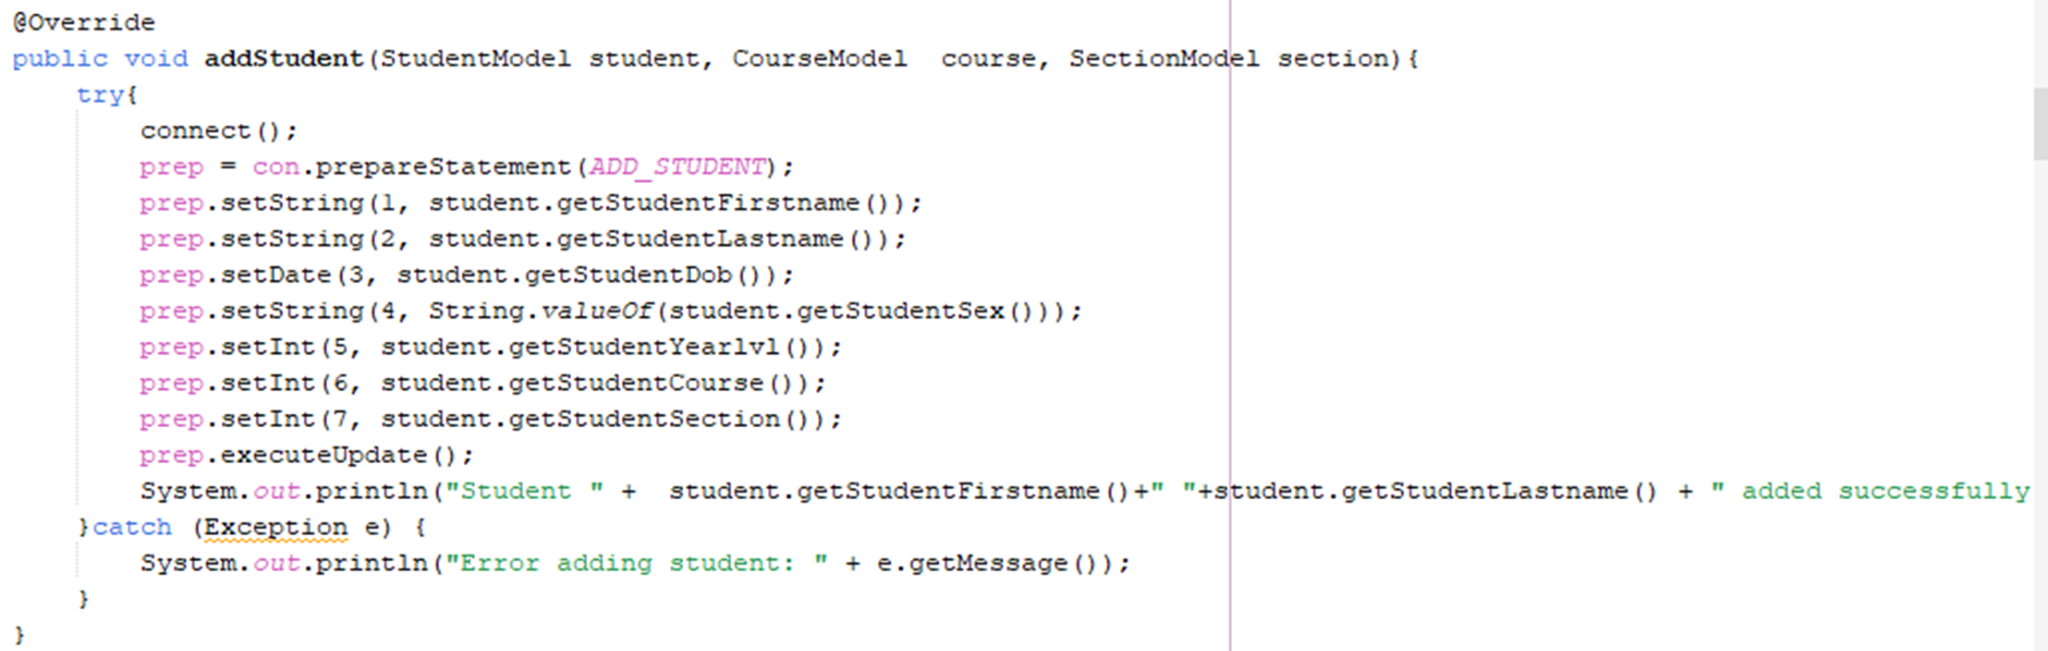 @Override
public void addStudent(StudentModel student, CourseModel  course, SectionModel section){
    try{
        connect();
        prep = con.prepareStatement(ADD_STUDENT);
        prep.setString(1, student.getStudentFirstname());
        prep.setString(2, student.getStudentLastname());
        prep.setDate(3, student.getStudentDob());
        prep.setString(4, String.valueOf(student.getStudentSex()));
        prep.setInt(5, student.getStudentYearlvl());
        prep.setInt(6, student.getStudentCourse());
        prep.setInt(7, student.getStudentSection());
        prep.executeUpdate();
        System.out.println("Student " +  student.getStudentFirstname()+" "+student.getStudentLastname() + " added successfully
    }catch (Exception e) {
        System.out.println("Error adding student: " + e.getMessage());
    }
}